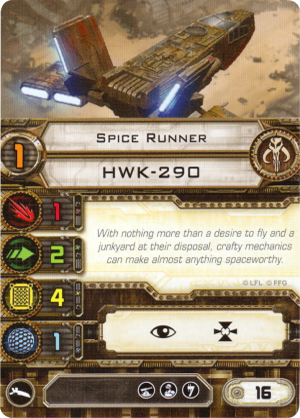 SPICE RUNNER
1
HWK-290
1
2
4
1
With nothing more than a desire to fly and a
junkyard at their disposal, crafty mechanics
can make almost anything spaceworthy.
© LFL © FFG
16